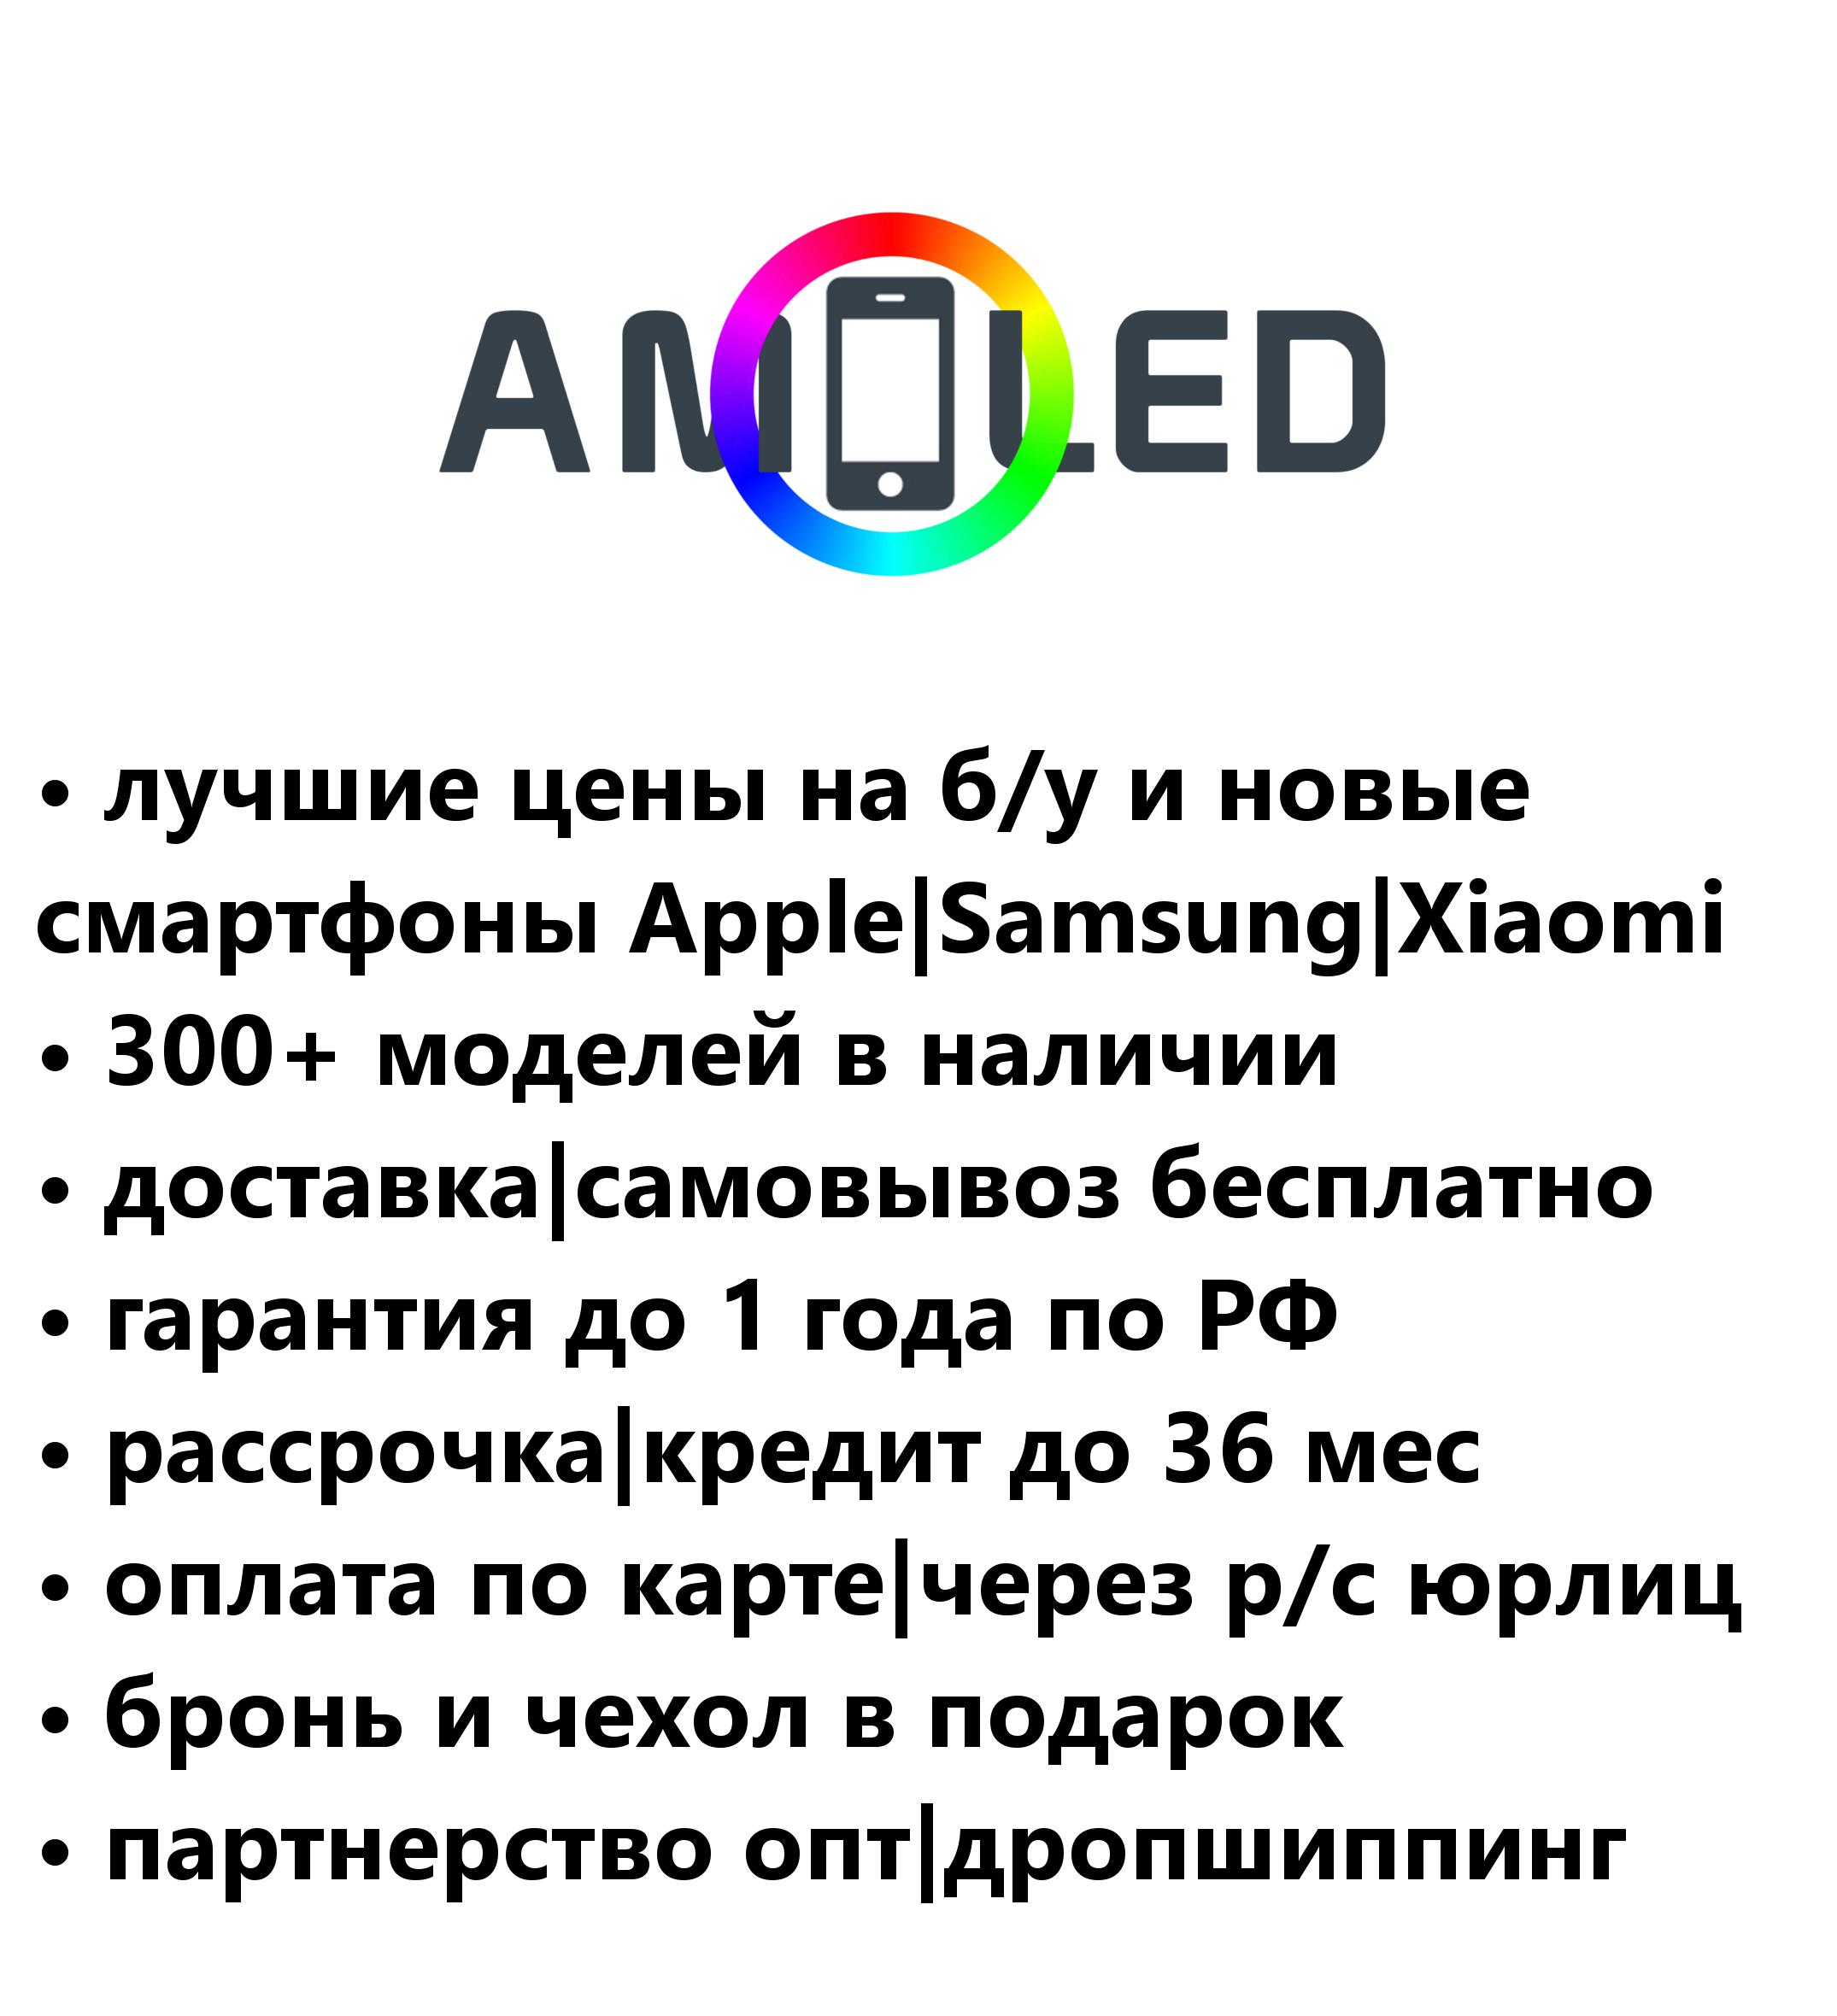 AMOLED
• лучшие цены на б/у и новые
смартфоны Apple|Samsung|Xiaomi
• 300+ моделей в наличии
• доставка|самовывоз бесплатно
• гарантия до 1 года по РФ
• рассрочка|кредит до 36 мес
• оплата по карте|через р/с юрлиц
• бронь и чехол в подарок
• партнерство опт|дропшиппинг